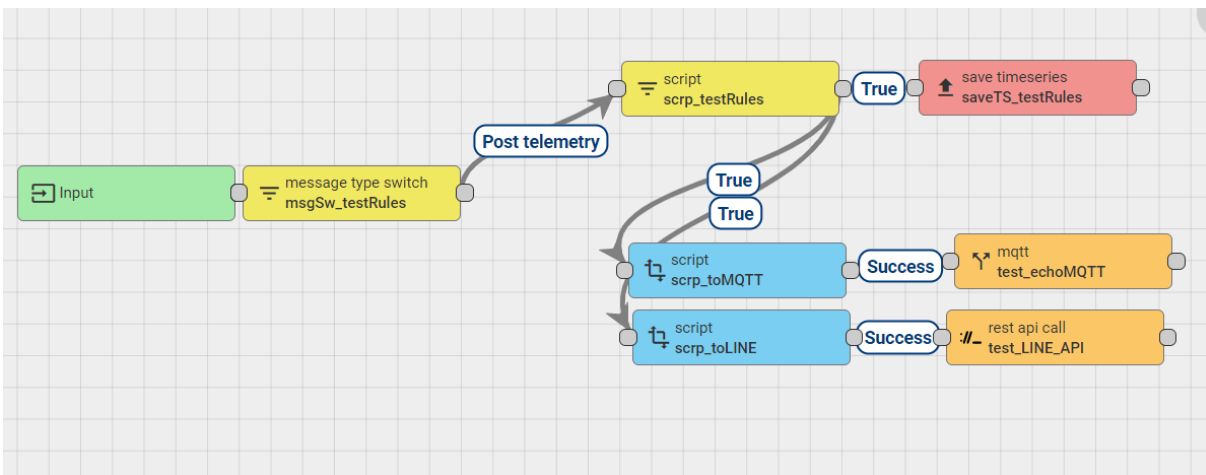 script
scrp_testRules
True
save timeseries
saveTS_testRules
Post telemetry
Input
message type switch
msgSw_testRules
True
True
script
scrp_toMQTT
Success
mqtt
test_echoMQTT
script
scrp_toLINE
Success
rest api call
test_LINE_API